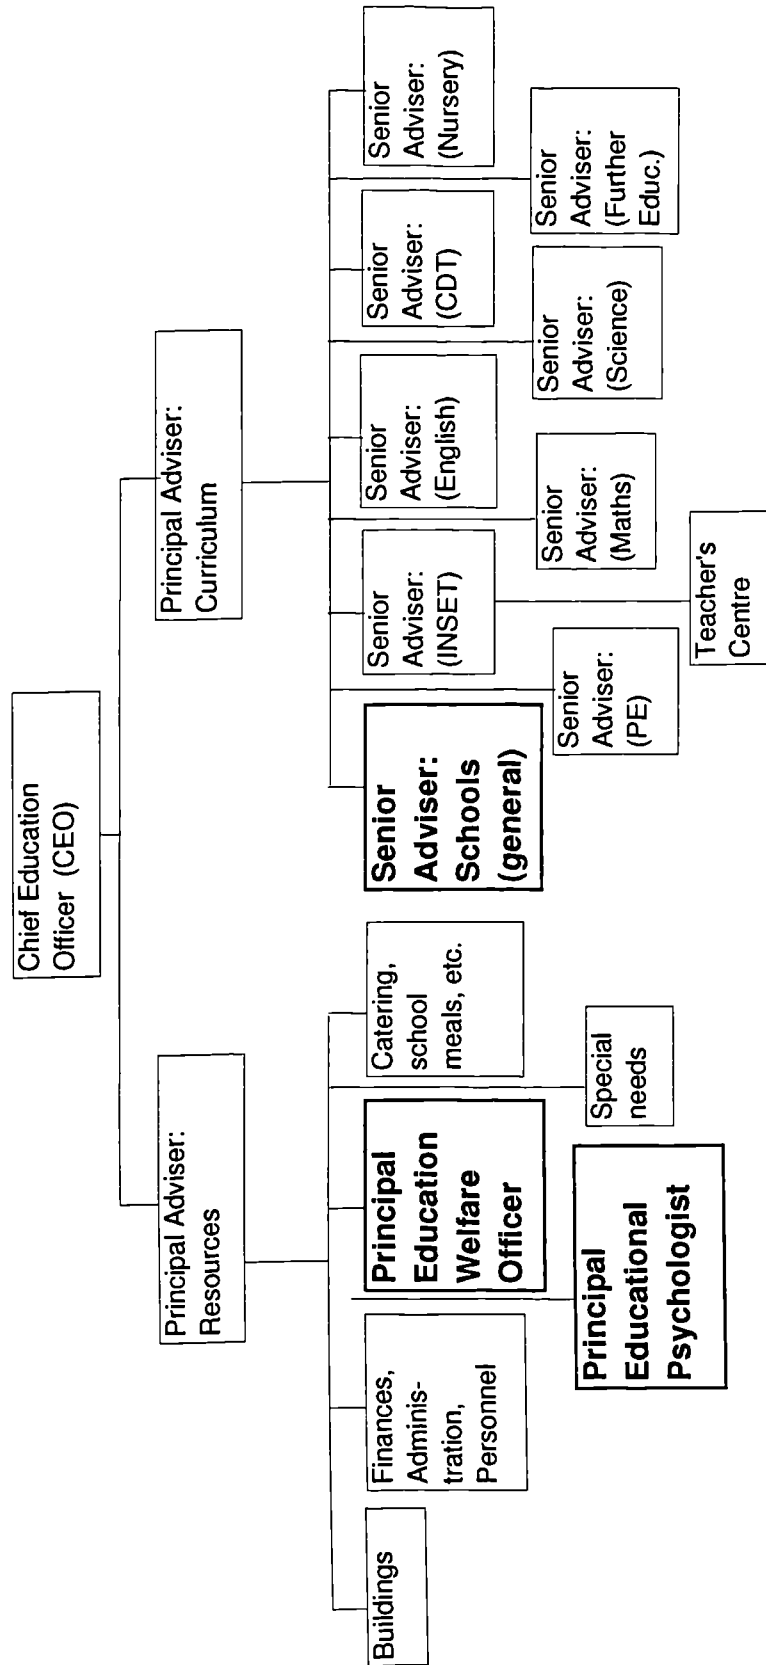 Chief Education
Officer (CEO)
Principal Adviser:
Resources
Principal Adviser:
Curriculum
Buildings
Finances,
Adminis-
tration,
Personnel
Principal
Education
Welfare
Officer
Catering,
school
meals, etc.
Senior
Adviser:
Schools
(general)
Senior
Adviser:
(INSET)
Senior
Adviser:
(English)
Senior
Adviser:
(CDT)
Senior
Adviser:
(Nursery)
Principal
Educational
Psychologist
Special
needs
Senior
Adviser:
(PE)
Senior
Adviser:
(Maths)
Senior
Adviser:
(Science)
Senior
Adviser:
(Further
Educ.)
Teacher's
Centre